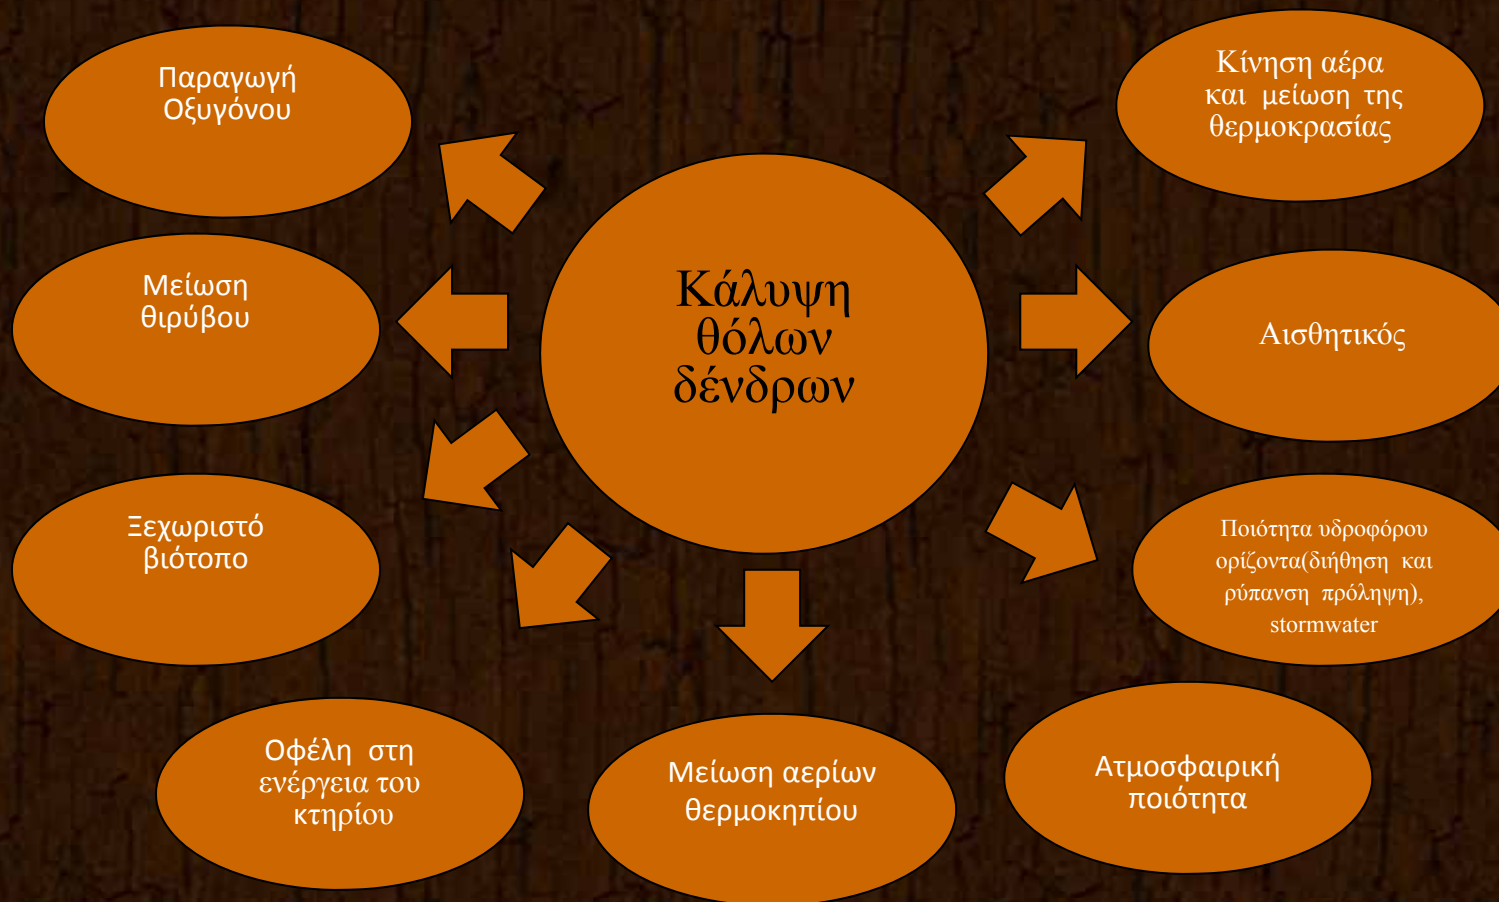 Παραγωγή
Οξυγόνου
Κίνηση αέρα
και μείωση της
θερμοκρασίας
Μείωση
θιρύβου
Κάλυψη
θόλων
δένδρων
Αισθητικός
Ξεχωριστό
βιότοπο
Ποιότητα υδροφόρου
ορίζοντα(διήθηση και
ρύπανση πρόληψη),
stormwater
Οφέλη στη
ενέργεια του
κτηρίου
Μείωση αερίων
θερμοκηπίου
Ατμοσφαιρική
ποιότητα